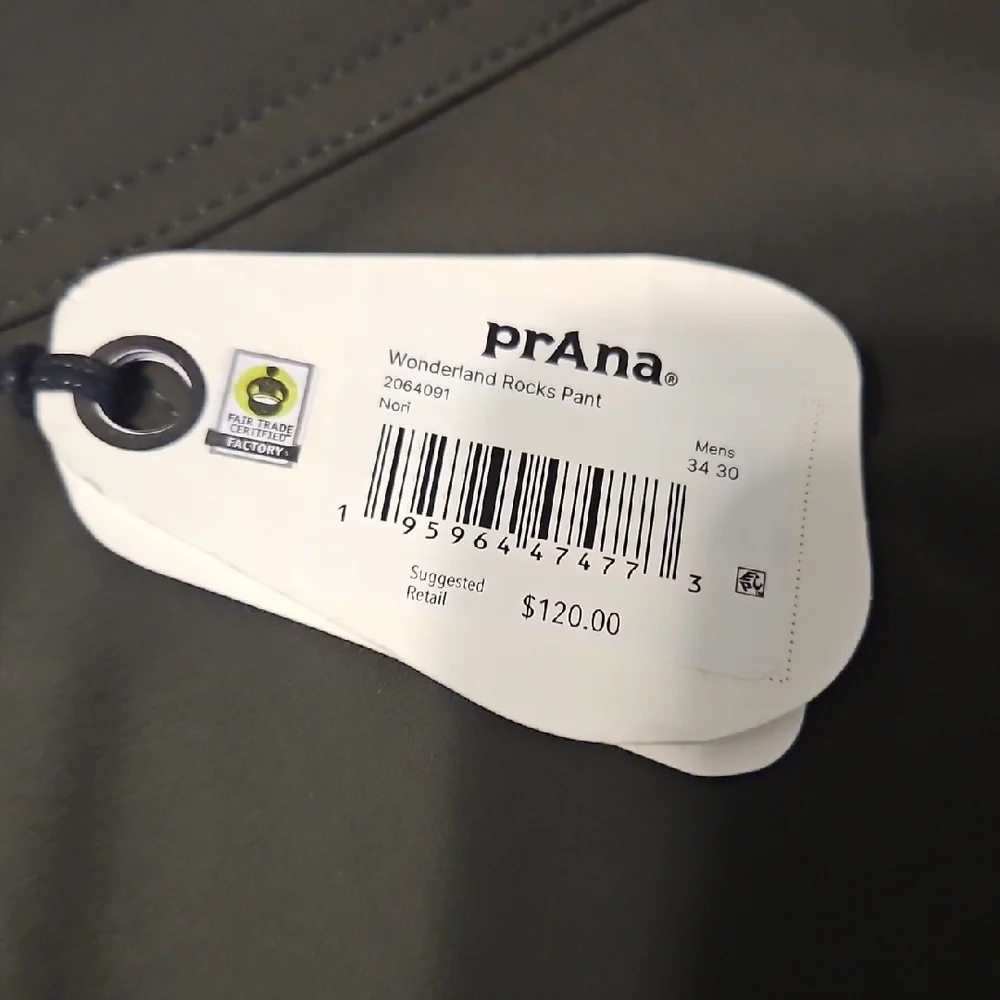 prAna®
Wonderland Rocks Pant
2064091
Nori
Mens
34 30
FAIR TRADE
CERTIFIED
FACTORY
1 95964 47477 3
Suggested
Retail
$120.00